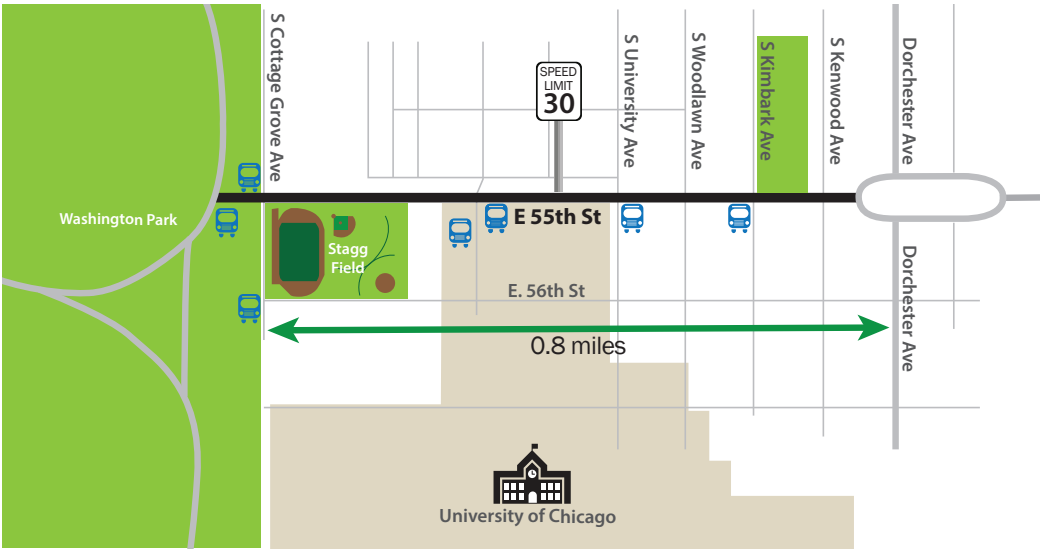 S Cottage Grove Ave
SPEED
LIMIT
30
S University Ave
S Woodlawn Ave
S Kimbark Ave
S Kenwood Ave
Dorchester Ave
Washington Park
E 55th St
Stagg
Field
Dorchester Ave
E. 56th St
0.8 miles
University of Chicago